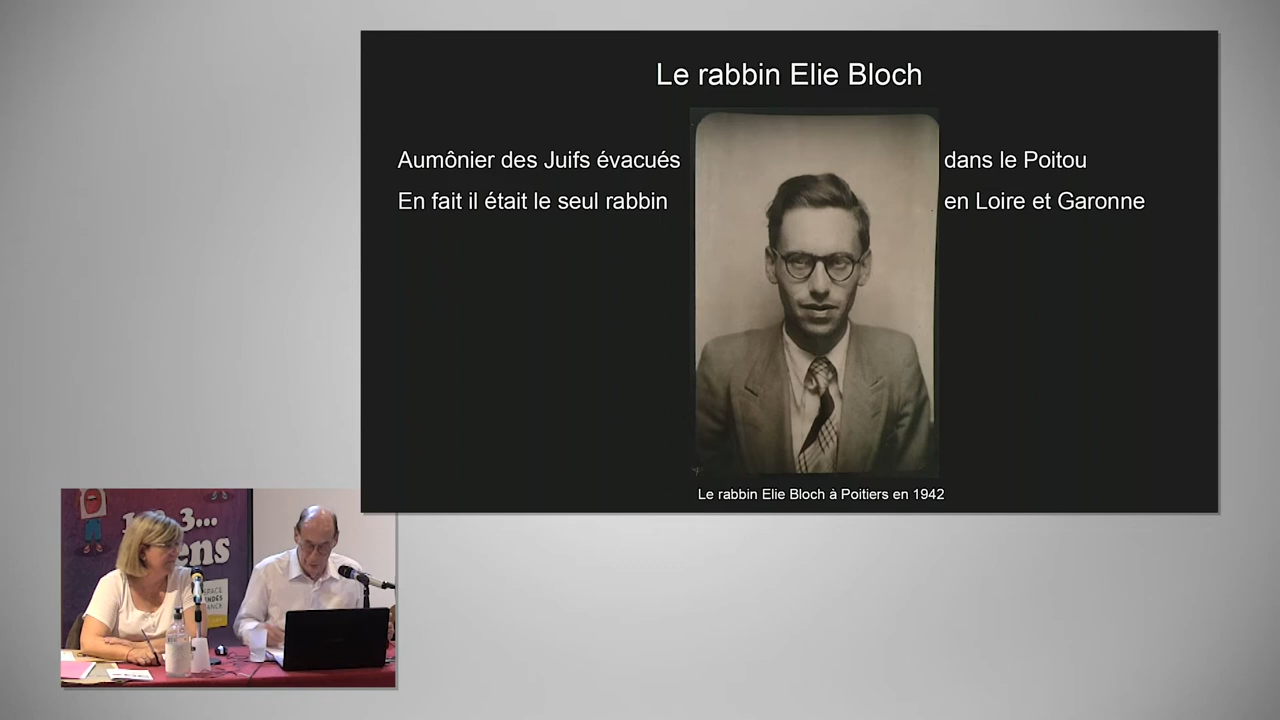 Le rabbin Elie Bloch
Aumônier des Juifs évacués dans le Poitou
En fait il était le seul rabbin en Loire et Garonne
Le rabbin Elie Bloch à Poitiers en 1942
3...